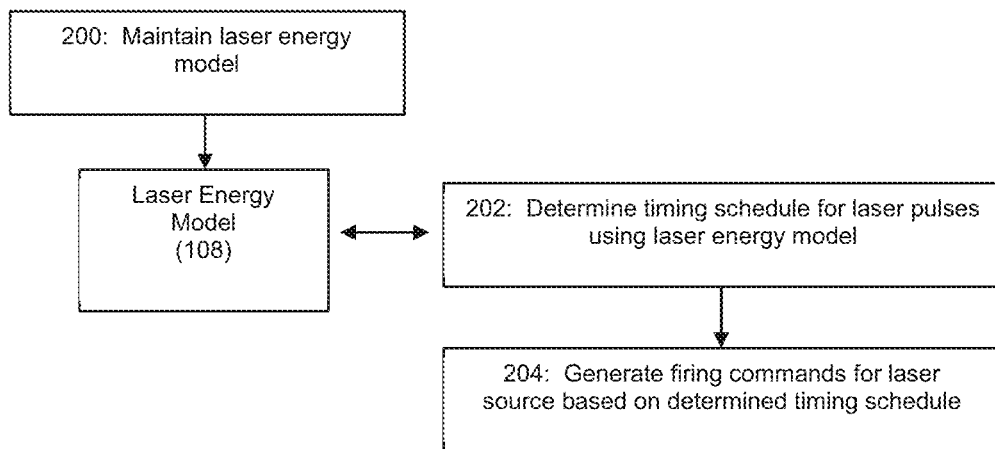 200: Maintain laser energy
model
Laser Energy
Model
(108)
202: Determine timing schedule for laser pulses
using laser energy model
204: Generate firing commands for laser
source based on determined timing schedule